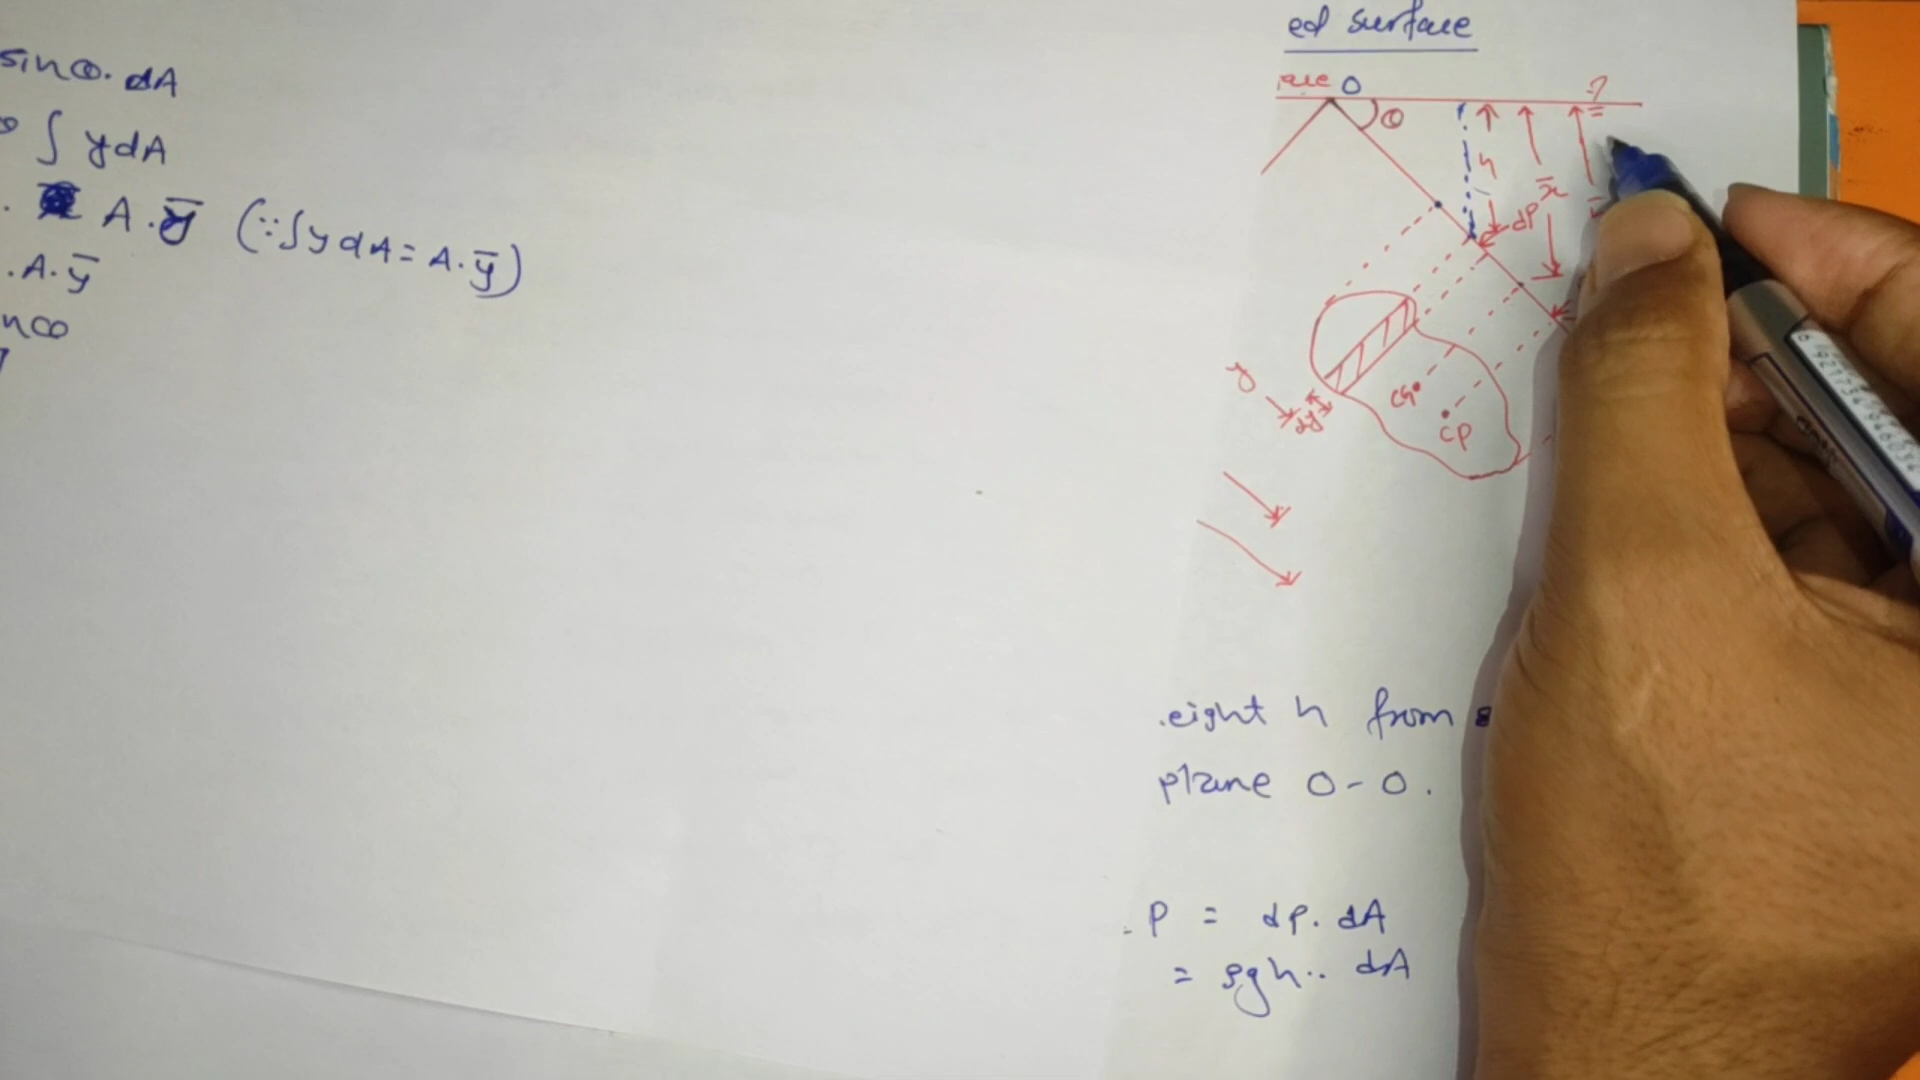 sinθ. dA
θ ∫ ydA
. A.ȳ (∵∫ydA = A.ȳ)
.A.ȳ
nθ
ed surface
O
θ
h
x̄
dP
y
dy
CG
CP
eight h from
plane O-O.
P = dp. dA
= ρgh.. dA